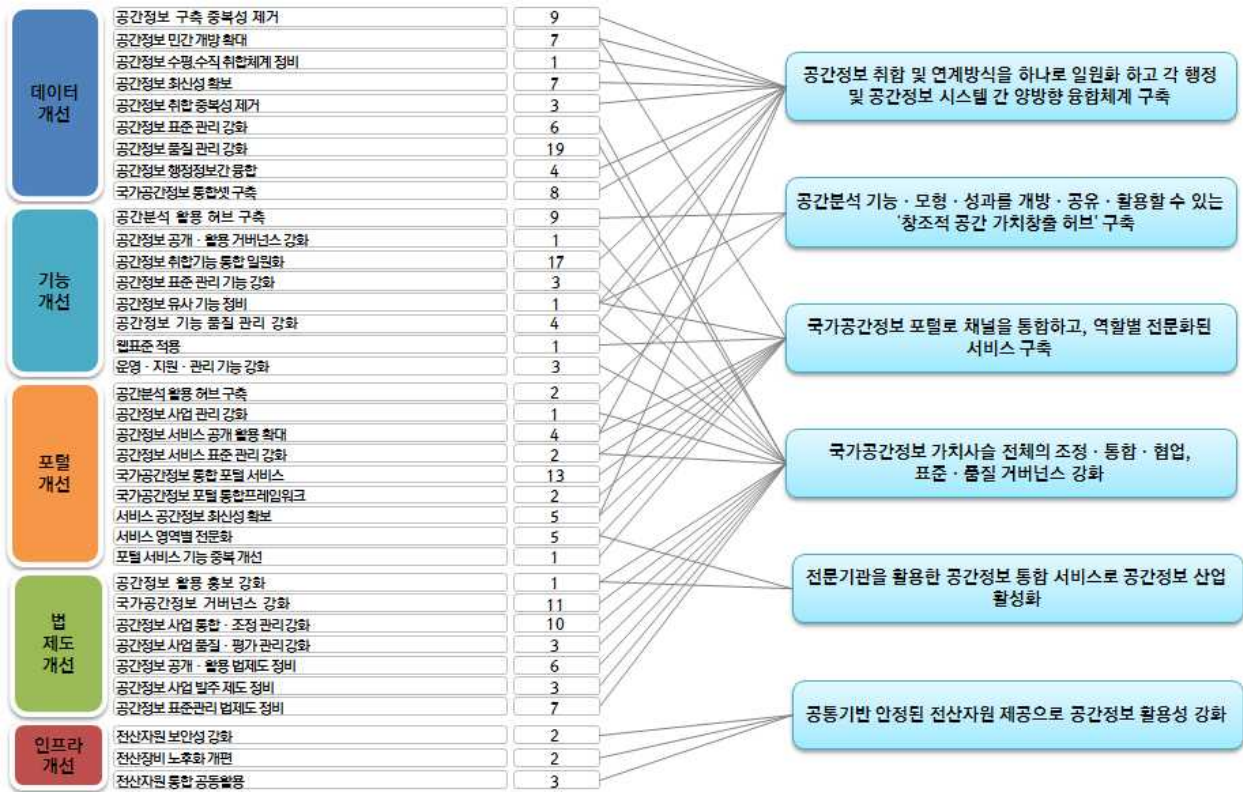 데이터
개선
공간정보 구축 중복성 제거 9
공간정보 민간 개방 확대 7
공간정보 수평,수직 취합체계 정비 1
공간정보 최신성 확보 7
공간정보 취합 중복성 제거 3
공간정보 표준 관리 강화 6
공간정보 품질 관리 강화 19
공간정보 행정정보간 융합 4
국가공간정보 통합셋 구축 8
기능
개선
공간분석 활용 허브 구축 9
공간정보 공개 · 활용 거버넌스 강화 1
공간정보 취합기능 통합 일원화 17
공간정보 표준 관리 기능 강화 3
공간정보 유사 기능 정비 1
공간정보 기능 품질 관리 강화 4
웹표준 적용 1
운영 · 지원 · 관리 기능 강화 3
포털
개선
공간분석 활용 허브 구축 2
공간정보 사업 관리 강화 1
공간정보 서비스 공개 활용 확대 4
공간정보 서비스 표준 관리 강화 2
국가공간정보 통합 포털 서비스 13
국가공간정보 포털 통합프레임워크 2
서비스 공간정보 최신성 확보 5
서비스 영역별 전문화 5
포털 서비스 기능 중복 개선 1
법
제도
개선
공간정보 활용 홍보 강화 1
국가공간정보 거버넌스 강화 11
공간정보 사업 통합 · 조정 관리 강화 10
공간정보 사업 품질 · 평가 관리 강화 3
공간정보 공개 · 활용 법제도 정비 6
공간정보 사업 발주 제도 정비 3
공간정보 표준관리 법제도 정비 7
인프라
개선
전산자원 보안성 강화 2
전산장비 노후화 개편 2
전산자원 통합 공동활용 3
공간정보 취합 및 연계방식을 하나로 일원화 하고 각 행정
및 공간정보 시스템 간 양방향 융합체계 구축
공간분석 기능 · 모형 · 성과를 개방 · 공유 · 활용할 수 있는
'창조적 공간 가치창출 허브' 구축
국가공간정보 포털로 채널을 통합하고, 역할별 전문화된
서비스 구축
국가공간정보 가치사슬 전체의 조정 · 통합 · 협업,
표준 · 품질 거버넌스 강화
전문기관을 활용한 공간정보 통합 서비스로 공간정보 산업
활성화
공통기반 안정된 전산자원 제공으로 공간정보 활용성 강화